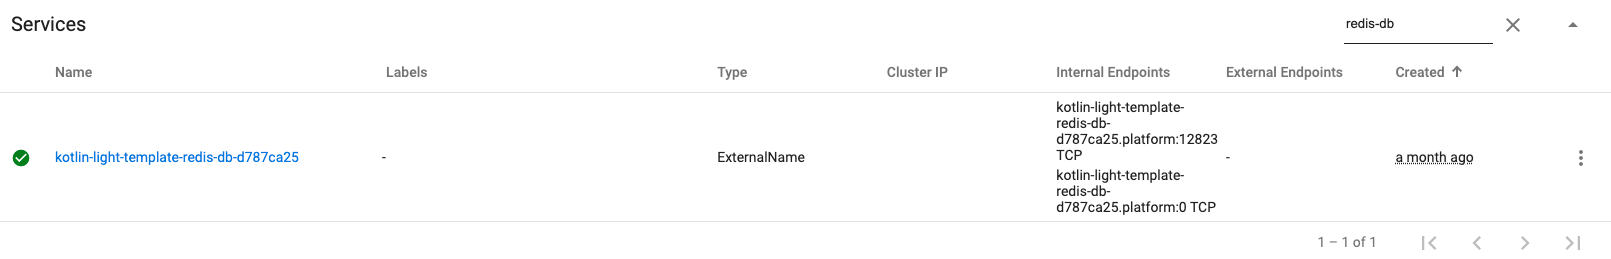 Services
redis-db
Name
Labels
Type
Cluster IP
Internal Endpoints
External Endpoints
Created
kotlin-light-template-redis-db-d787ca25
-
ExternalName
kotlin-light-template-
redis-db-
d787ca25.platform:12823
TCP
kotlin-light-template-
redis-db-
d787ca25.platform:0 TCP
-
a month ago
1 – 1 of 1